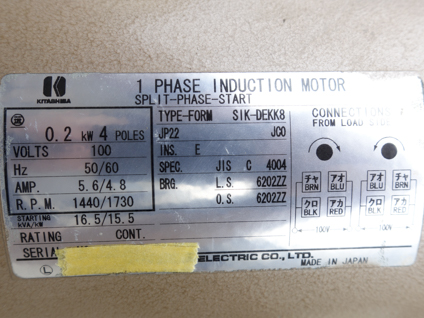 KITASHIBA
1 PHASE INDUCTION MOTOR
SPLIT-PHASE-START
0.2 kW 4 POLES
VOLTS 100
Hz 50/60
AMP. 5.6/4.8
R.P.M. 1440/1730
STARTING kVA/kW 16.5/15.5
RATING CONT.
SERIAL
TYPE-FORM S1K-DEKK8
JP22 JC0
INS. E
SPEC. JIS C 4004
BRG. L.S. 6202ZZ
O.S. 6202ZZ
CONNECTIONS
FROM LOAD SIDE
チャ BRN アオ BLU チャ BRN アオ BLU
クロ BLK アカ RED クロ BLK アカ RED
100V 100V
ELECTRIC CO., LTD.
MADE IN JAPAN
L